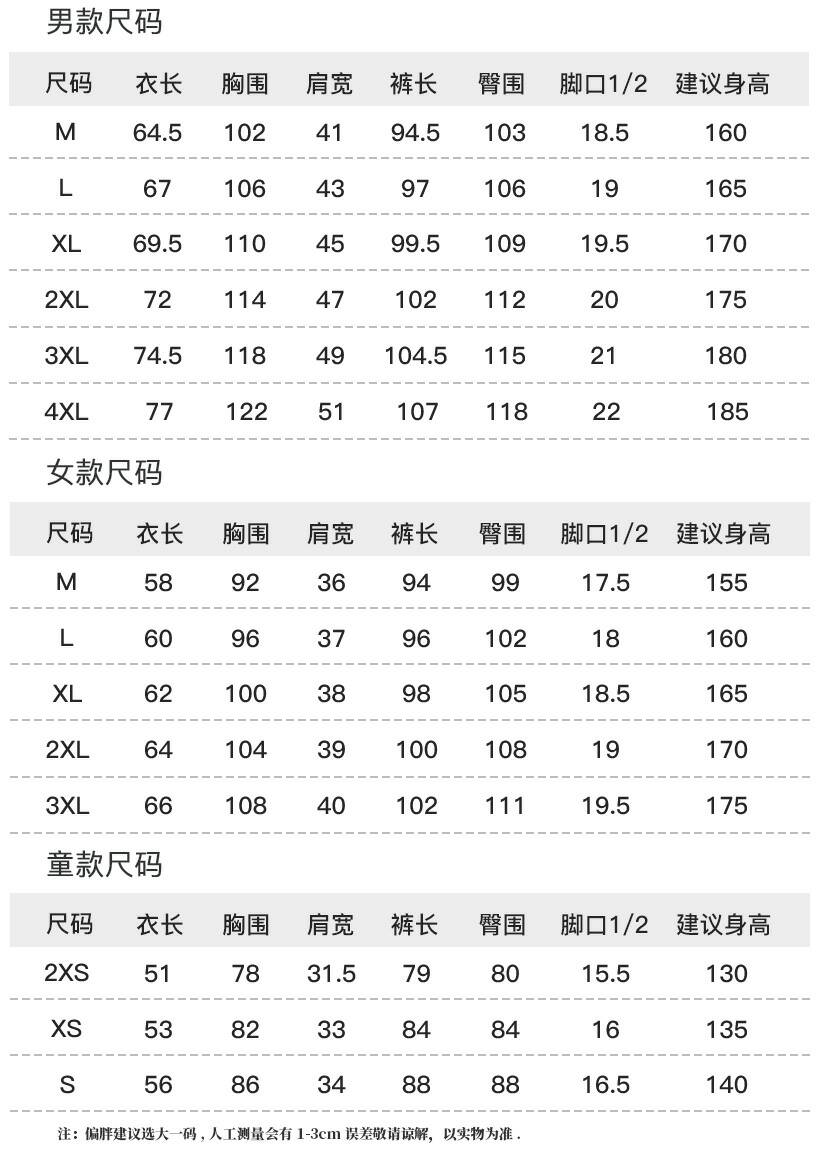 男款尺码
尺码 衣长 胸围 肩宽 裤长 臀围 脚口1/2 建议身高
M 64.5 102 41 94.5 103 18.5 160
L 67 106 43 97 106 19 165
XL 69.5 110 45 99.5 109 19.5 170
2XL 72 114 47 102 112 20 175
3XL 74.5 118 49 104.5 115 21 180
4XL 77 122 51 107 118 22 185
女款尺码
尺码 衣长 胸围 肩宽 裤长 臀围 脚口1/2 建议身高
M 58 92 36 94 99 17.5 155
L 60 96 37 96 102 18 160
XL 62 100 38 98 105 18.5 165
2XL 64 104 39 100 108 19 170
3XL 66 108 40 102 111 19.5 175
童款尺码
尺码 衣长 胸围 肩宽 裤长 臀围 脚口1/2 建议身高
2XS 51 78 31.5 79 80 15.5 130
XS 53 82 33 84 84 16 135
S 56 86 34 88 88 16.5 140
注：偏胖建议选大一码 , 人工测量会有 1-3cm 误差敬请谅解，以实物为准 .